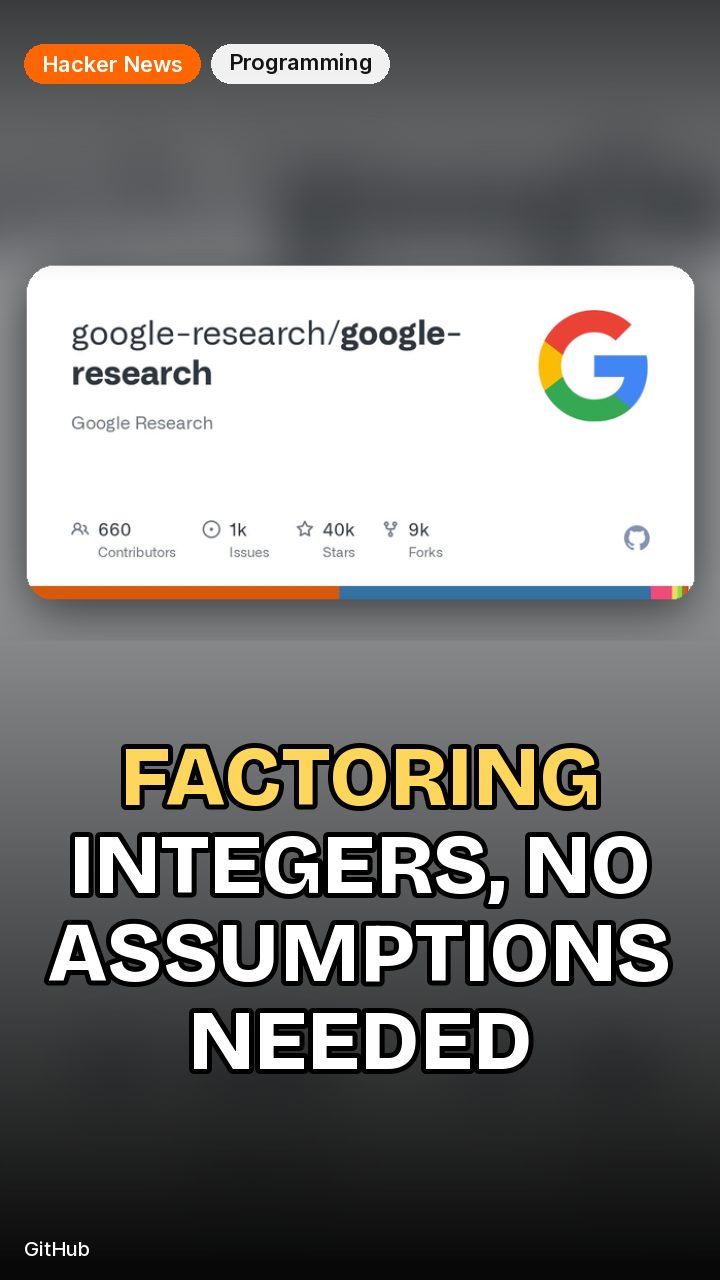 Hacker News
Programming
google-research/google-
research
Google Research
660
Contributors
1k
Issues
40k
Stars
9k
Forks
FACTORING
INTEGERS, NO
ASSUMPTIONS
NEEDED
GitHub